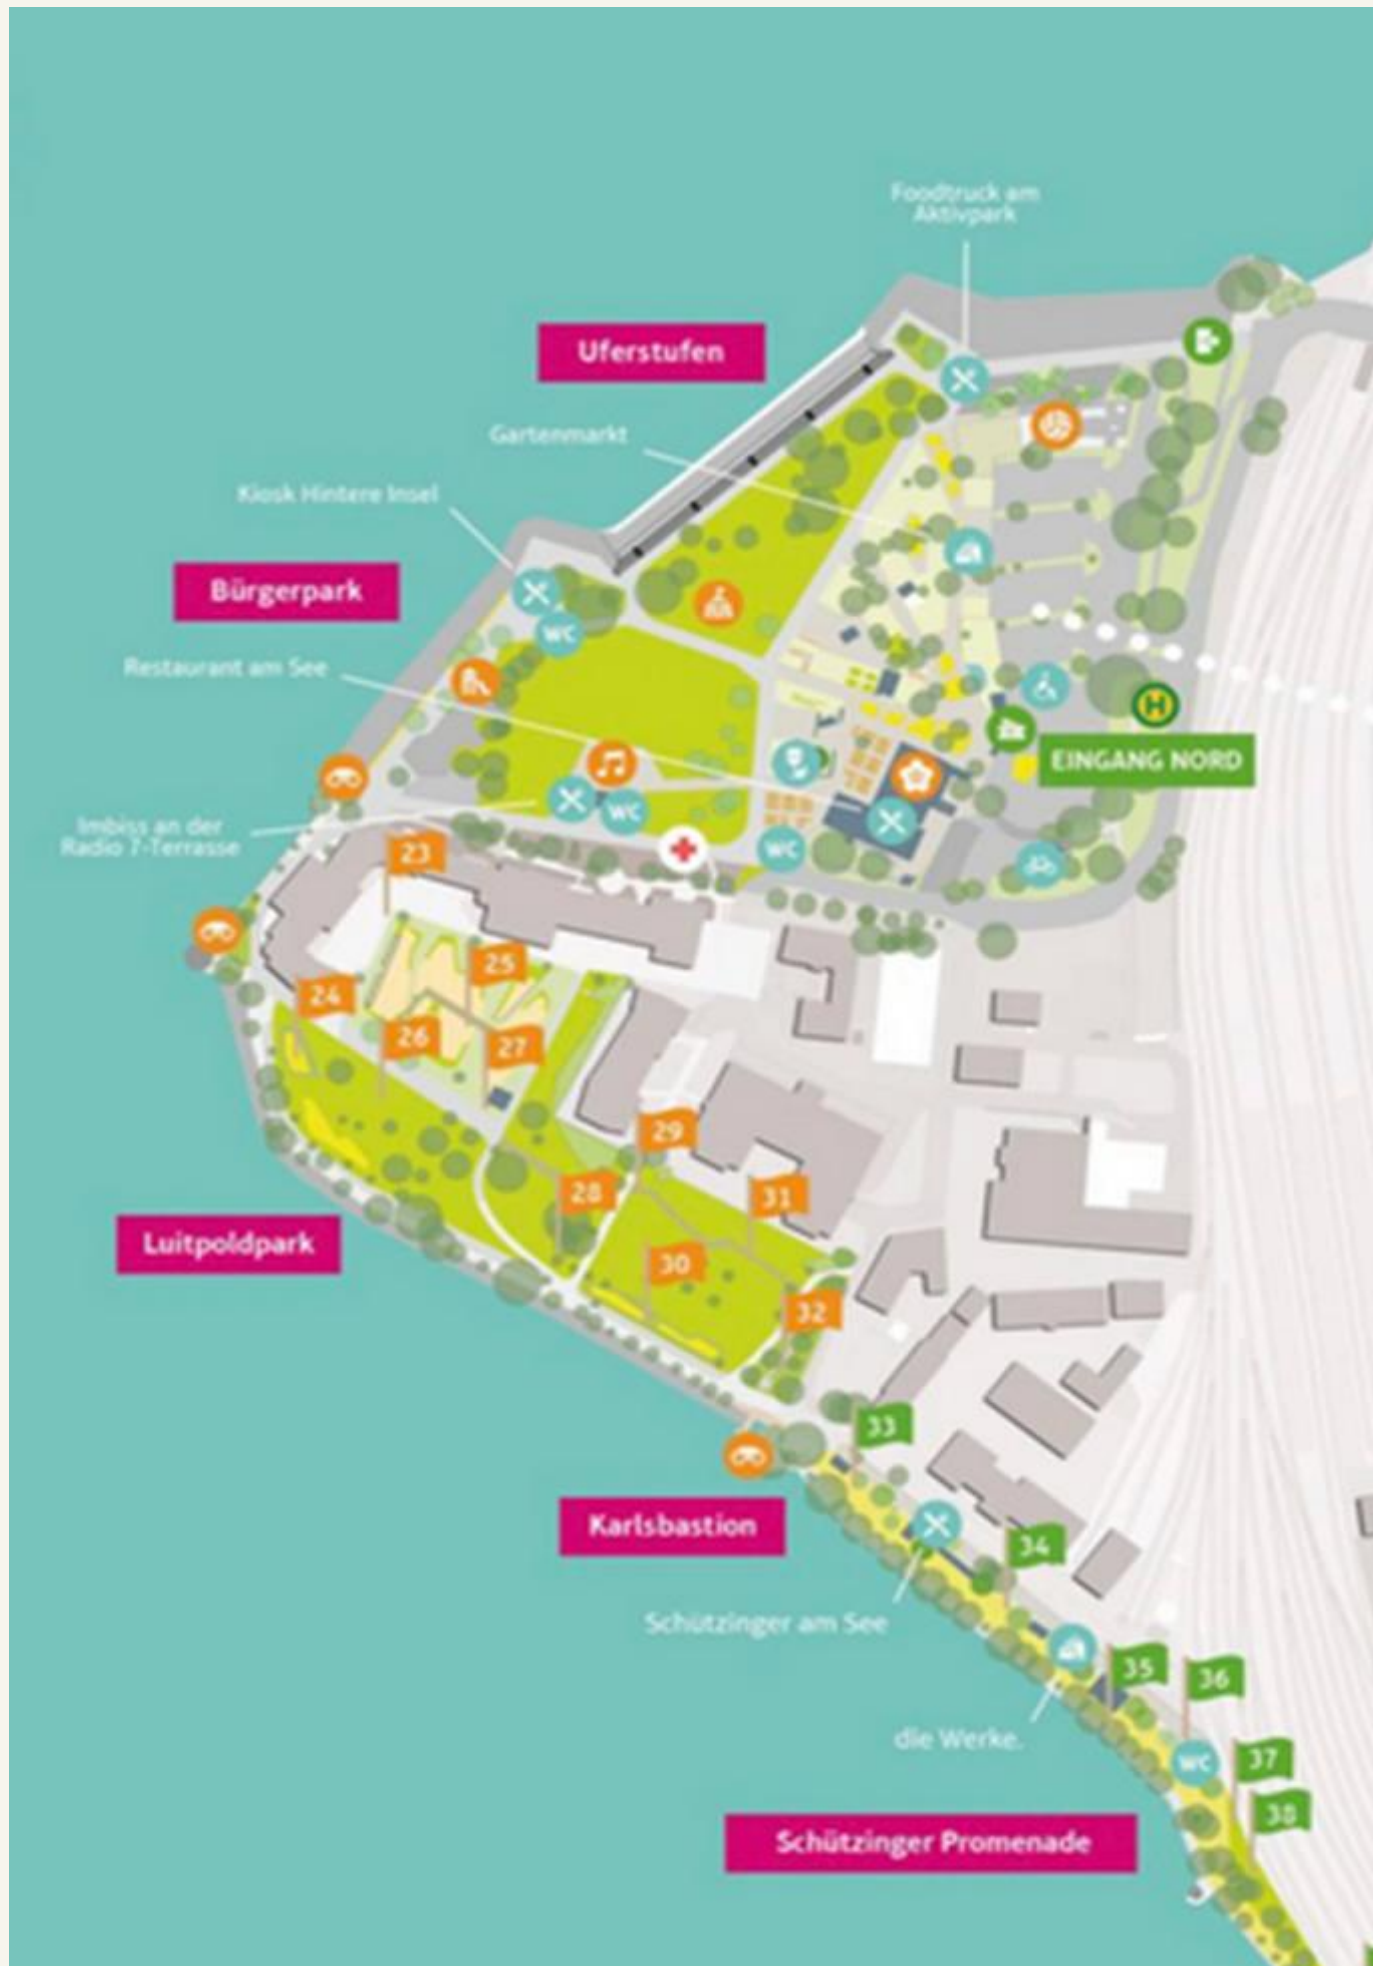 Foodtruck am
Aktivpark
Uferstufen
Gartenmarkt
Kiosk Hintere Insel
Bürgerpark
WC
Restaurant am See
H
EINGANG NORD
WC
Imbiss an der
Radio 7-Terrasse
WC
23
25
24
26
27
29
28
31
Luitpoldpark
30
32
33
Karlsbastion
34
Schützinger am See
35
36
die Werke.
WC
37
38
Schützinger Promenade